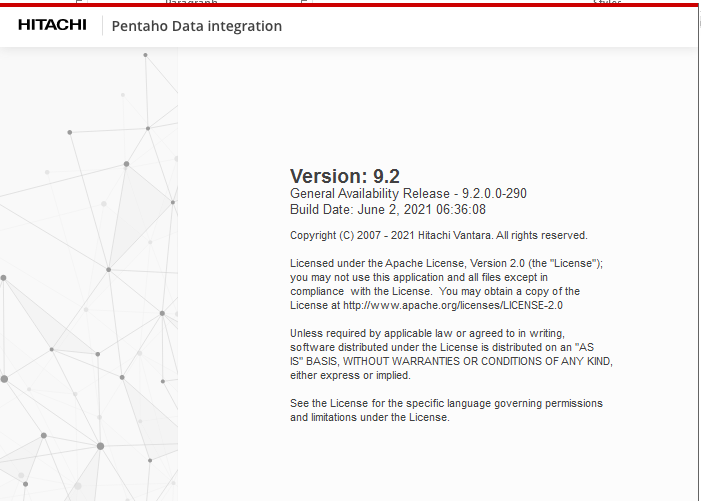 HITACHI
Pentaho Data integration
Version: 9.2
General Availability Release - 9.2.0.0-290
Build Date: June 2, 2021 06:36:08
Copyright (C) 2007 - 2021 Hitachi Vantara. All rights reserved.
Licensed under the Apache License, Version 2.0 (the "License");
you may not use this application and all files except in
compliance  with the License.  You may obtain a copy of the
License at http://www.apache.org/licenses/LICENSE-2.0
Unless required by applicable law or agreed to in writing,
software distributed under the License is distributed on an "AS
IS" BASIS, WITHOUT WARRANTIES OR CONDITIONS OF ANY KIND,
either express or implied.
See the License for the specific language governing permissions
and limitations under the License.